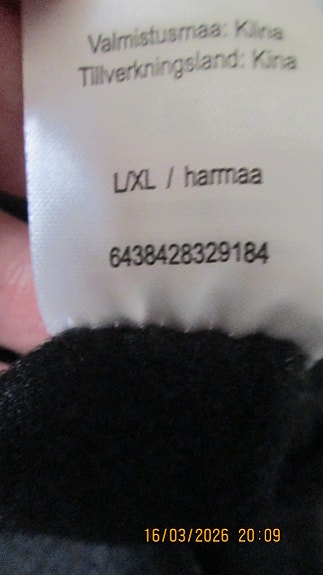 Valmistusmaa: Kiina
Tillverkningsland: Kina
L/XL / harmaa
6438428329184
16/03/2026 20:09